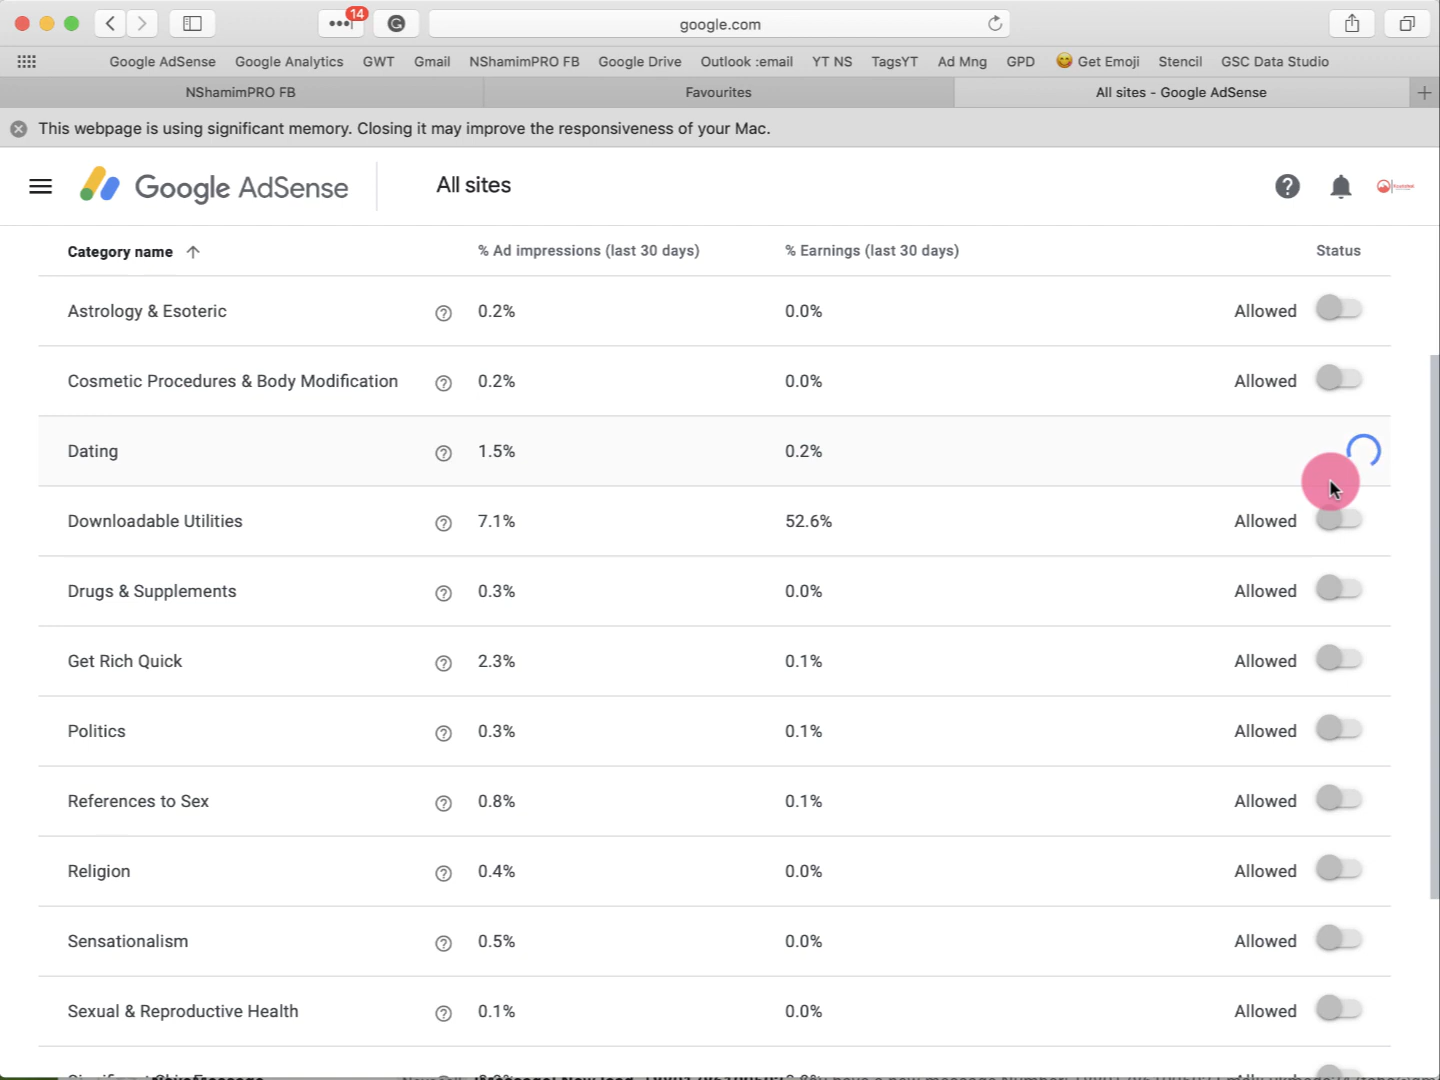 14
google.com
Google AdSense Google Analytics GWT Gmail NShamimPRO FB Google Drive Outlook :email YT NS TagsYT Ad Mng GPD Get Emoji Stencil GSC Data Studio
NShamimPRO FB Favourites All sites - Google AdSense
This webpage is using significant memory. Closing it may improve the responsiveness of your Mac.
Google AdSense All sites
Category name % Ad impressions (last 30 days) % Earnings (last 30 days) Status
Astrology & Esoteric 0.2% 0.0% Allowed
Cosmetic Procedures & Body Modification 0.2% 0.0% Allowed
Dating 1.5% 0.2%
Downloadable Utilities 7.1% 52.6% Allowed
Drugs & Supplements 0.3% 0.0% Allowed
Get Rich Quick 2.3% 0.1% Allowed
Politics 0.3% 0.1% Allowed
References to Sex 0.8% 0.1% Allowed
Religion 0.4% 0.0% Allowed
Sensationalism 0.5% 0.0% Allowed
Sexual & Reproductive Health 0.1% 0.0% Allowed